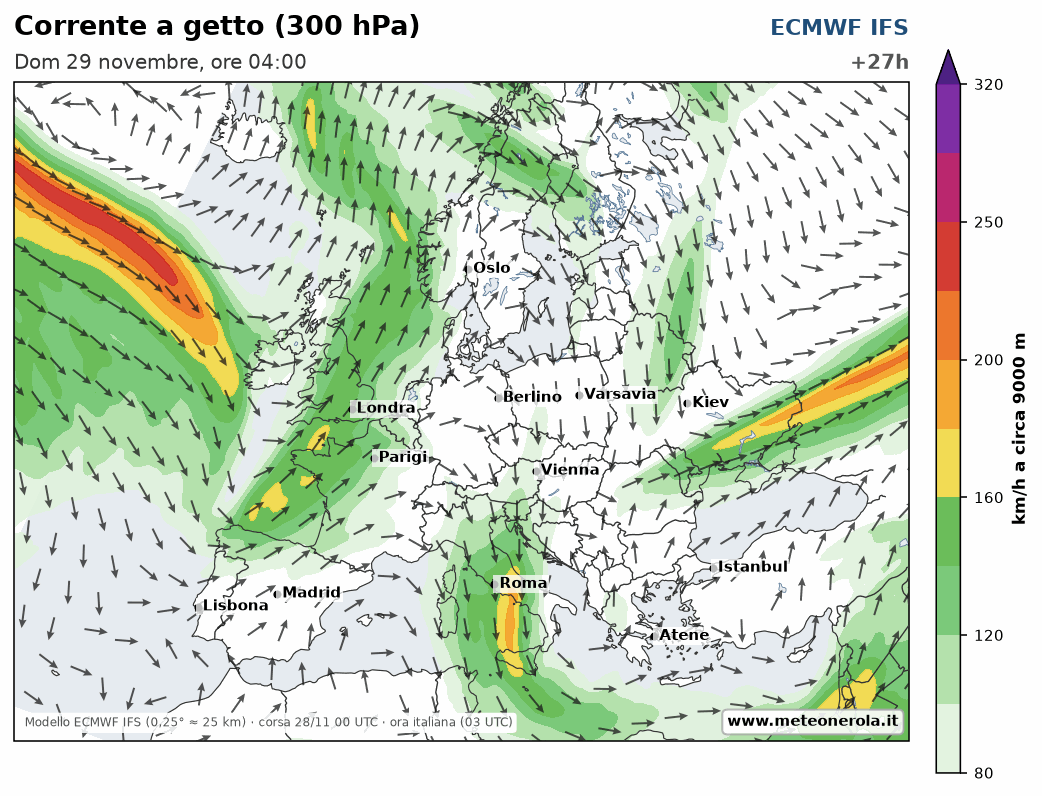 Corrente a getto (300 hPa)
ECMWF IFS
Dom 29 novembre, ore 04:00
+27h
320
250
200
160
120
80
km/h a circa 9000 m
Oslo
Berlino
Varsavia
Kiev
Londra
Parigi
Vienna
Istanbul
Roma
Madrid
Lisbona
Atene
Modello ECMWF IFS (0,25° ≈ 25 km) · corsa 28/11 00 UTC · ora italiana (03 UTC)
www.meteonerola.it